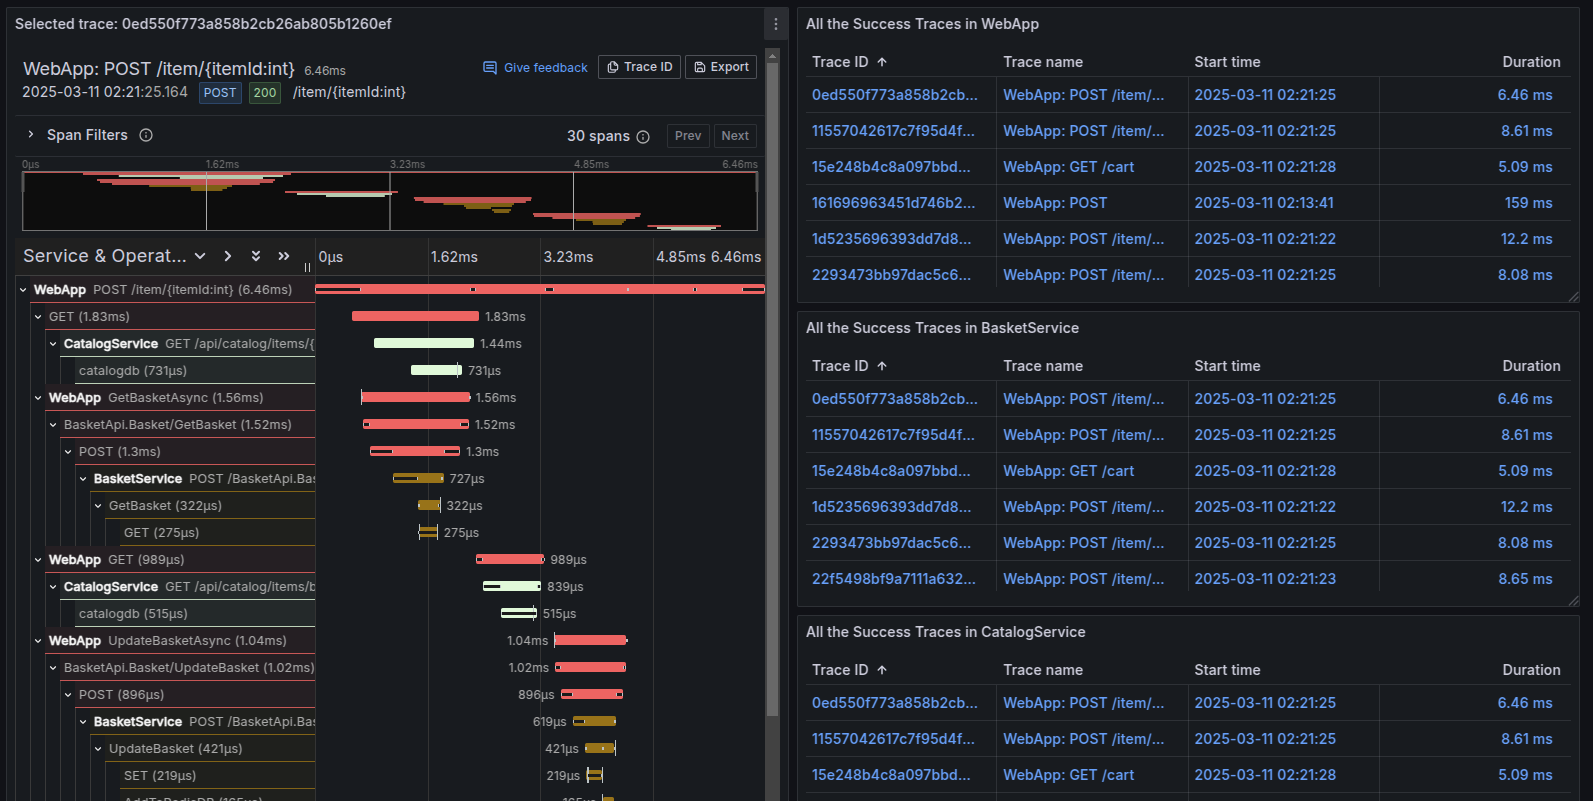 Selected trace: 0ed550f773a858b2cb26ab805b1260ef
WebApp: POST /item/{itemId:int} 6.46ms
Give feedback
Trace ID
Export
2025-03-11 02:21:25.164 POST 200 /item/{itemId:int}
Span Filters
30 spans
Prev
Next
0μs 1.62ms 3.23ms 4.85ms 6.46ms
Service & Operat... 0μs 1.62ms 3.23ms 4.85ms 6.46ms
WebApp POST /item/{itemId:int} (6.46ms)
GET (1.83ms) 1.83ms
CatalogService GET /api/catalog/items/{ 1.44ms
catalogdb (731μs) 731μs
WebApp GetBasketAsync (1.56ms) 1.56ms
BasketApi.Basket/GetBasket (1.52ms) 1.52ms
POST (1.3ms) 1.3ms
BasketService POST /BasketApi.Bas 727μs
GetBasket (322μs) 322μs
GET (275μs) 275μs
WebApp GET (989μs) 989μs
CatalogService GET /api/catalog/items/b 839μs
catalogdb (515μs) 515μs
WebApp UpdateBasketAsync (1.04ms) 1.04ms
BasketApi.Basket/UpdateBasket (1.02ms) 1.02ms
POST (896μs) 896μs
BasketService POST /BasketApi.Bas 619μs
UpdateBasket (421μs) 421μs
SET (219μs) 219μs
AddToRedisDB (165μs) 165μs
All the Success Traces in WebApp
Trace ID Trace name Start time Duration
0ed550f773a858b2cb... WebApp: POST /item/... 2025-03-11 02:21:25 6.46 ms
11557042617c7f95d4f... WebApp: POST /item/... 2025-03-11 02:21:25 8.61 ms
15e248b4c8a097bbd... WebApp: GET /cart 2025-03-11 02:21:28 5.09 ms
161696963451d746b2... WebApp: POST 2025-03-11 02:13:41 159 ms
1d5235696393dd7d8... WebApp: POST /item/... 2025-03-11 02:21:22 12.2 ms
2293473bb97dac5c6... WebApp: POST /item/... 2025-03-11 02:21:25 8.08 ms
All the Success Traces in BasketService
Trace ID Trace name Start time Duration
0ed550f773a858b2cb... WebApp: POST /item/... 2025-03-11 02:21:25 6.46 ms
11557042617c7f95d4f... WebApp: POST /item/... 2025-03-11 02:21:25 8.61 ms
15e248b4c8a097bbd... WebApp: GET /cart 2025-03-11 02:21:28 5.09 ms
1d5235696393dd7d8... WebApp: POST /item/... 2025-03-11 02:21:22 12.2 ms
2293473bb97dac5c6... WebApp: POST /item/... 2025-03-11 02:21:25 8.08 ms
22f5498bf9a7111a632... WebApp: POST /item/... 2025-03-11 02:21:23 8.65 ms
All the Success Traces in CatalogService
Trace ID Trace name Start time Duration
0ed550f773a858b2cb... WebApp: POST /item/... 2025-03-11 02:21:25 6.46 ms
11557042617c7f95d4f... WebApp: POST /item/... 2025-03-11 02:21:25 8.61 ms
15e248b4c8a097bbd... WebApp: GET /cart 2025-03-11 02:21:28 5.09 ms